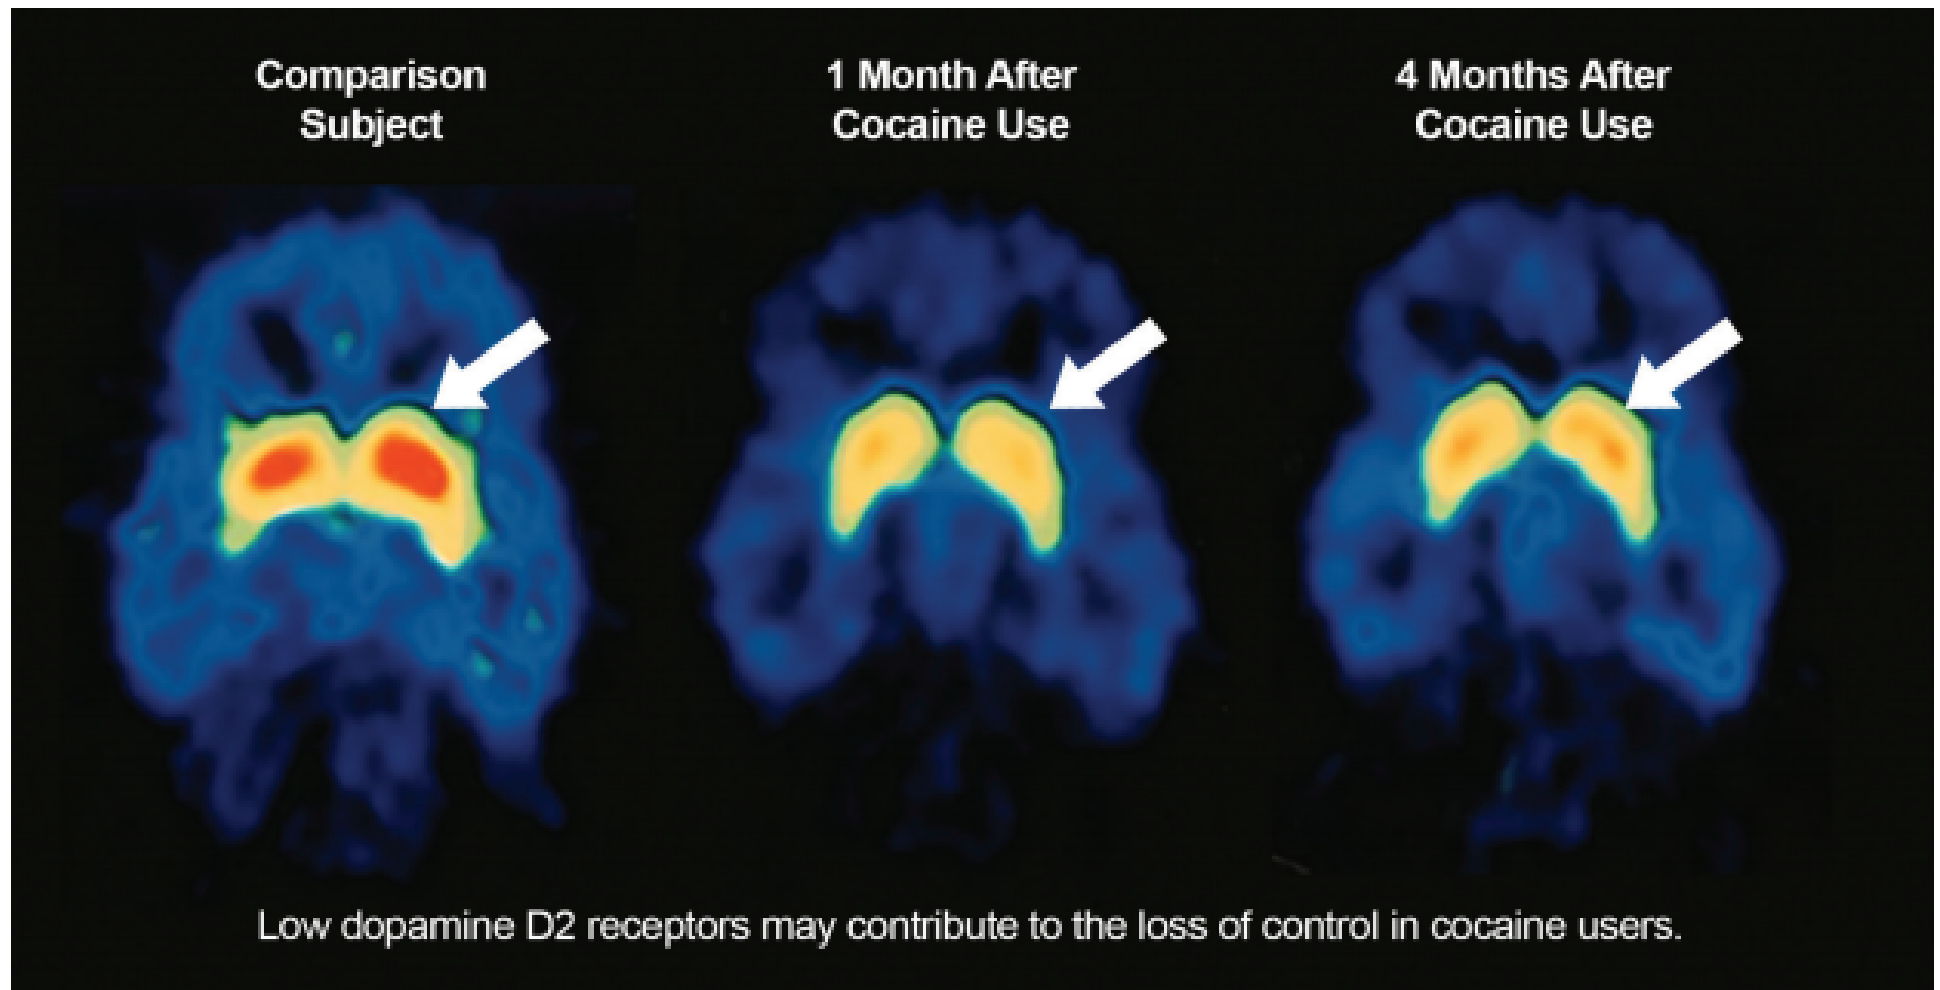 Comparison
Subject
1 Month After
Cocaine Use
4 Months After
Cocaine Use
Low dopamine D2 receptors may contribute to the loss of control in cocaine users.